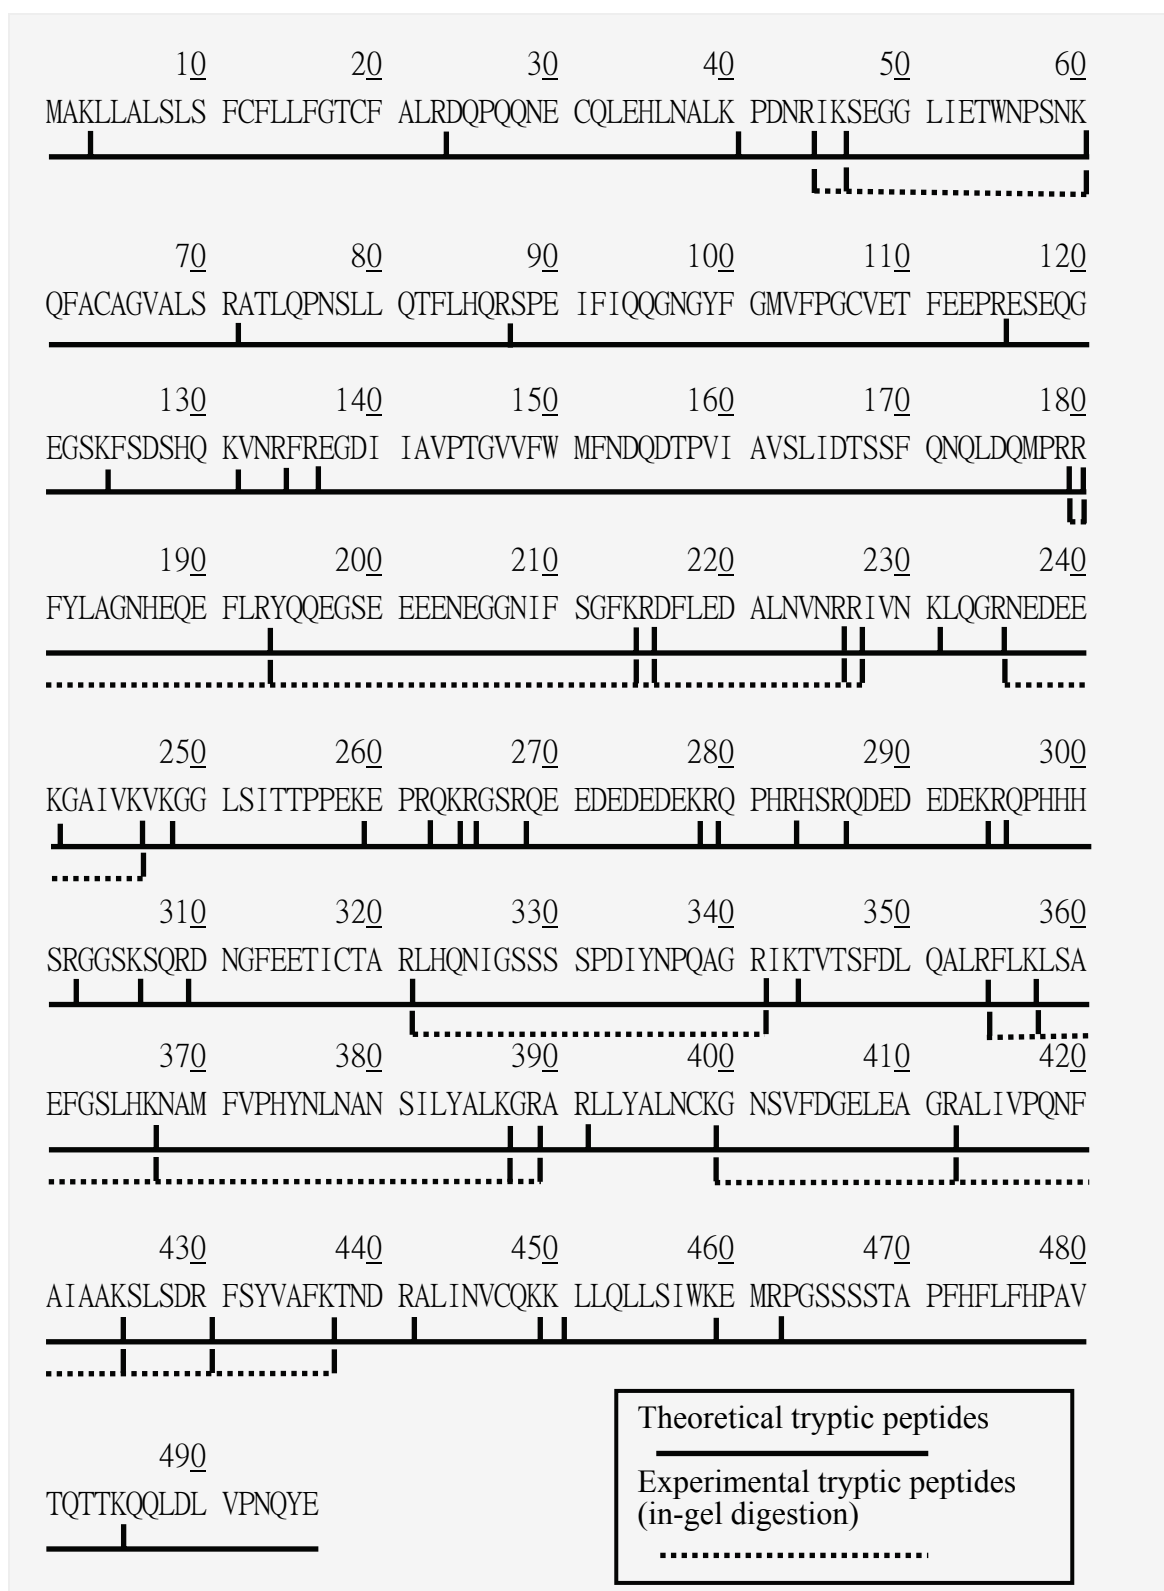 10 20 30 40 50 60
MAKLLALSLS FCFLLFGTCF ALRDQPQQNE CQLEHLNALK PDNRIKSEGG LIETWNPSNK
70 80 90 100 110 120
QFACAGVALS RATLQPNSLL QTFLHQRSPE IFIQQGNGYF GMVFPGCVET FEEPRESEQG
130 140 150 160 170 180
EGSKFSDSHQ KVNRFREGDI IAVPTGVVFW MFNDQDTPVI AVSLIDTSSF QNQLDQMPRR
190 200 210 220 230 240
FYLAGNHEQE FLRYQQEGSE EEENEGGNIF SGFKRDFLED ALNVNRRIVN KLQGRNEDEE
250 260 270 280 290 300
KGAIVKVKGG LSITTPPEKE PRQKRGSRQE EDEDEDEKRQ PHRHSRQDED EDEKRQPHHH
310 320 330 340 350 360
SRGGSKSQRD NGFEETICTA RLHQNIGSSS SPDIYNPQAG RIKTVTSFDL QALRFLKLSA
370 380 390 400 410 420
EFGSLHKNAM FVPHYNLNAN SILYALKGRA RLLYALNCKG NSVFDGELEA GRALIVPQNF
430 440 450 460 470 480
AIAAKSLSDR FSYVAFKTND RALINVCQKK LLQLLSIWKE MRPGSSSSTA PFHFLFHPAV
490
TQTTKQQLDL VPNQYE
Theoretical tryptic peptides
Experimental tryptic peptides
(in-gel digestion)